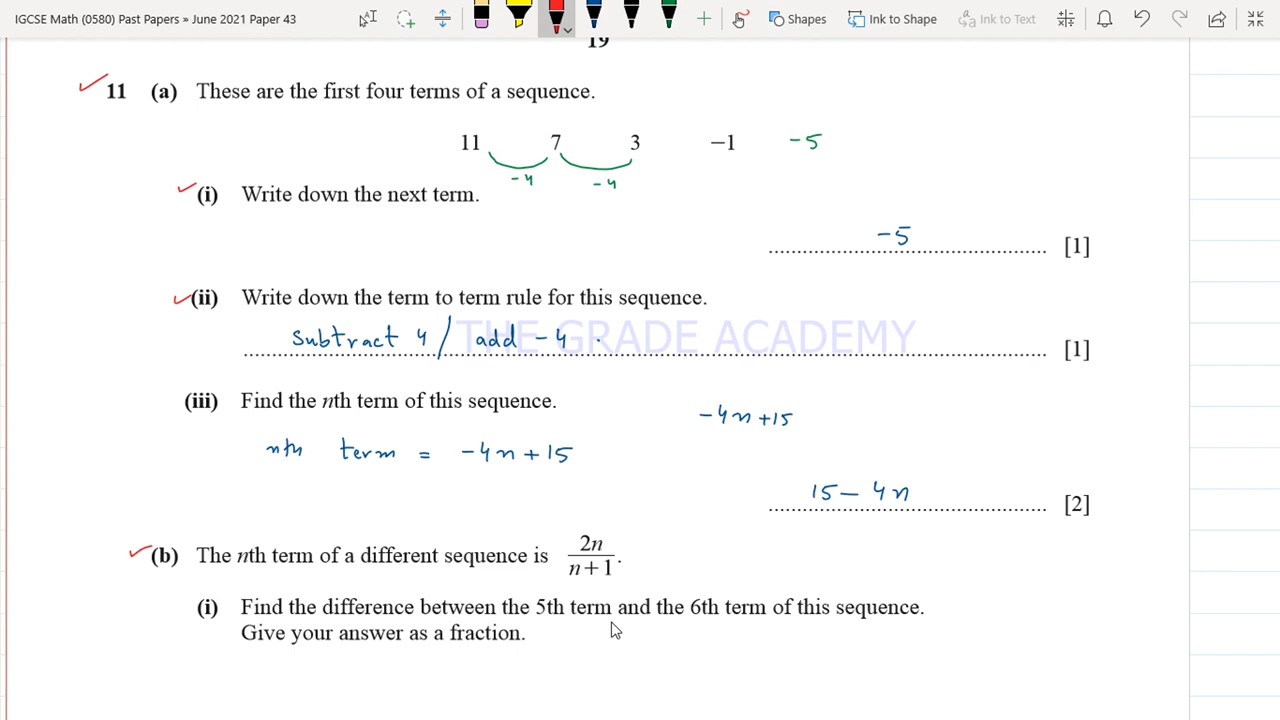 IGCSE Math (0580) Past Papers » June 2021 Paper 43
Shapes
Ink to Shape
Ink to Text
19
11 (a) These are the first four terms of a sequence.
11 7 3 −1 -5
-4 -4
(i) Write down the next term.
-5
[1]
(ii) Write down the term to term rule for this sequence.
THE GRADE ACADEMY
subtract 4 / add -4 .
[1]
(iii) Find the nth term of this sequence.
-4n+15
nth term = -4n+15
15-4n
[2]
(b) The nth term of a different sequence is 2n/n+1.
(i) Find the difference between the 5th term and the 6th term of this sequence.
Give your answer as a fraction.